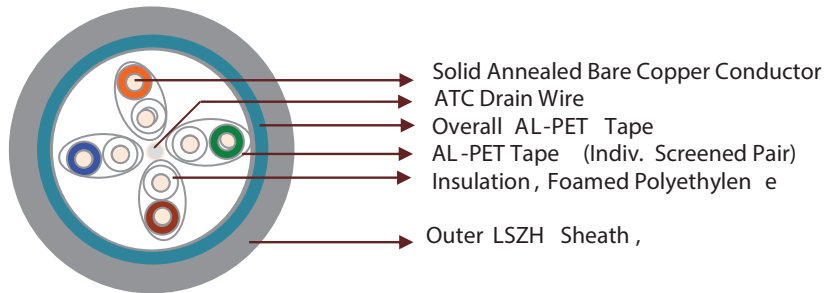 Solid Annealed Bare Copper Conductor
ATC Drain Wire
Overall AL-PET Tape
AL-PET Tape (Indiv. Screened Pair)
Insulation , Foamed Polyethylen e
Outer LSZH Sheath ,